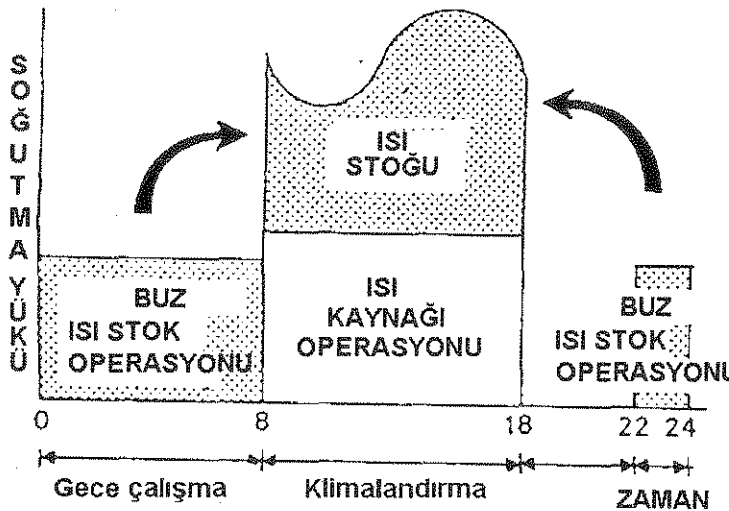 SOĞUTMA YÜKÜ
ISI
STOĞU
BUZ
ISI STOK
OPERASYONU
ISI
KAYNAĞI
OPERASYONU
BUZ
ISI STOK
OPERASYONU
0 8 18 22 24
Gece çalışma Klimalandırma ZAMAN